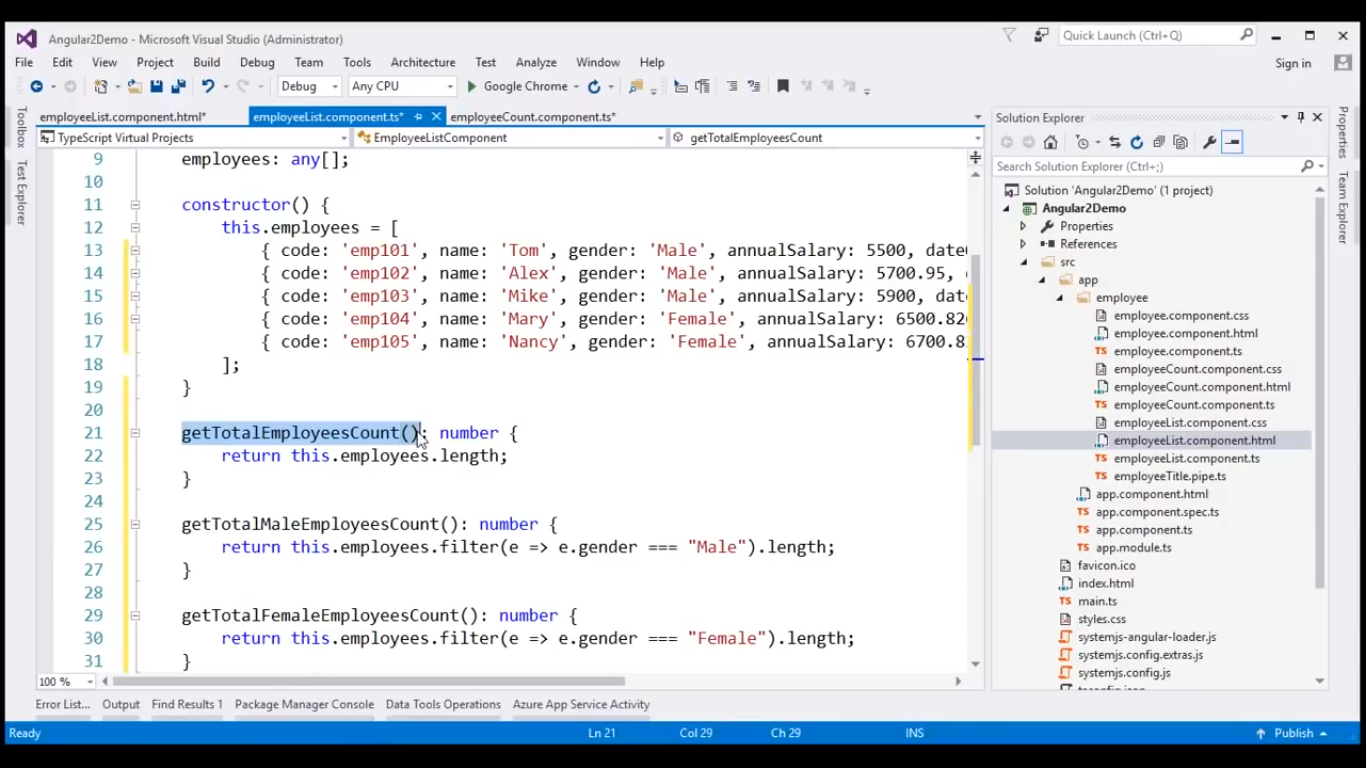 Angular2Demo - Microsoft Visual Studio (Administrator)
Quick Launch (Ctrl+Q)
File Edit View Project Build Debug Team Tools Architecture Test Analyze Window Help
Sign in
Debug Any CPU Google Chrome
Toolbox
Test Explorer
employeeList.component.html*
employeeList.component.ts*
employeeCount.component.ts*
TypeScript Virtual Projects
EmployeeListComponent
getTotalEmployeesCount
9 employees: any[];
10
11 constructor() {
12 this.employees = [
13 { code: 'emp101', name: 'Tom', gender: 'Male', annualSalary: 5500,
14 { code: 'emp102', name: 'Alex', gender: 'Male', annualSalary: 5700.95,
15 { code: 'emp103', name: 'Mike', gender: 'Male', annualSalary: 5900,
16 { code: 'emp104', name: 'Mary', gender: 'Female', annualSalary:
17 { code: 'emp105', name: 'Nancy', gender: 'Female', annualSalary:
18 ];
19 }
20
21 getTotalEmployeesCount(): number {
22 return this.employees.length;
23 }
24
25 getTotalMaleEmployeesCount(): number {
26 return this.employees.filter(e => e.gender === "Male").length;
27 }
28
29 getTotalFemaleEmployeesCount(): number {
30 return this.employees.filter(e => e.gender === "Female").length;
31 }
100 %
Solution Explorer
Search Solution Explorer (Ctrl+;)
Solution 'Angular2Demo' (1 project)
Angular2Demo
Properties
References
src
app
employee
employee.component.css
employee.component.html
TS employee.component.ts
employeeCount.component.css
employeeCount.component.html
TS employeeCount.component.ts
employeeList.component.css
employeeList.component.html
TS employeeList.component.ts
TS employeeTitle.pipe.ts
app.component.html
TS app.component.spec.ts
TS app.component.ts
TS app.module.ts
favicon.ico
index.html
TS main.ts
styles.css
systemjs-angular-loader.js
systemjs.config.extras.js
systemjs.config.js
Properties
Team Explorer
Error List... Output Find Results 1 Package Manager Console Data Tools Operations Azure App Service Activity
Ready Ln 21 Col 29 Ch 29 INS Publish